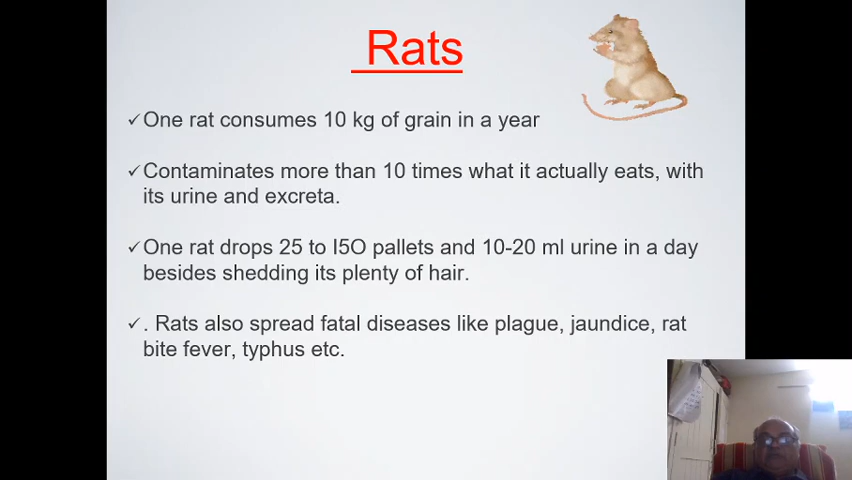 Rats
✓One rat consumes 10 kg of grain in a year
✓Contaminates more than 10 times what it actually eats, with
its urine and excreta.
✓One rat drops 25 to I5O pallets and 10-20 ml urine in a day
besides shedding its plenty of hair.
✓. Rats also spread fatal diseases like plague, jaundice, rat
bite fever, typhus etc.